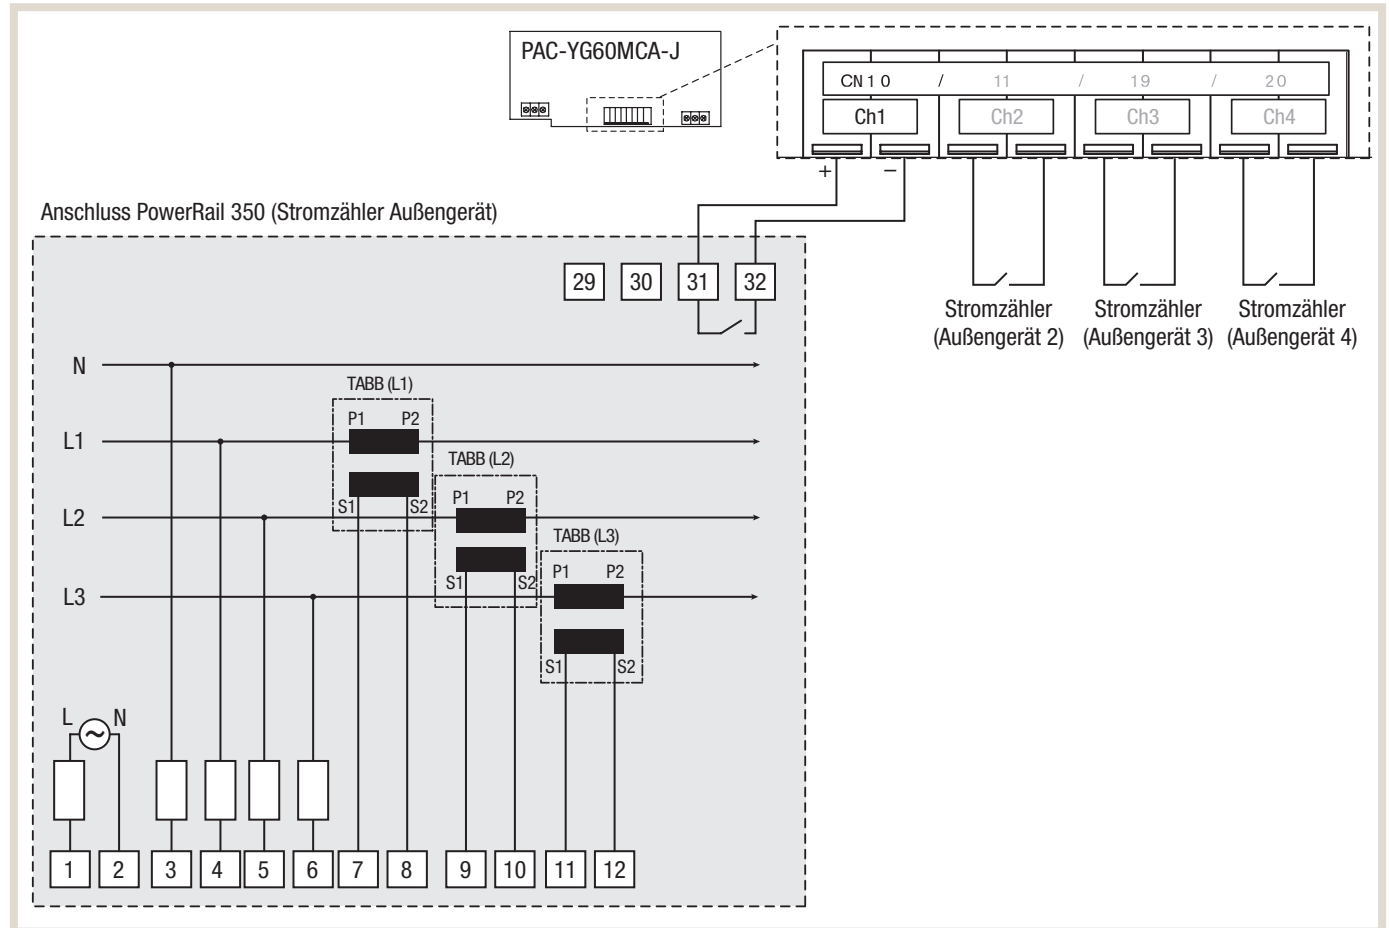 PAC-YG60MCA-J
CN10 / 11 / 19 / 20
Ch1 Ch2 Ch3 Ch4
+ −
Anschluss PowerRail 350 (Stromzähler Außengerät)
29 30 31 32
Stromzähler
(Außengerät 2)
Stromzähler
(Außengerät 3)
Stromzähler
(Außengerät 4)
N
TABB (L1)
P1 P2
L1
S1 S2
TABB (L2)
P1 P2
L2
S1 S2
TABB (L3)
P1 P2
L3
S1 S2
L N
1 2 3 4 5 6 7 8 9 10 11 12